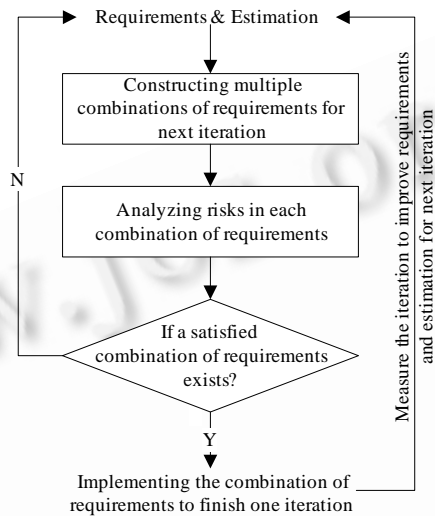 Requirements & Estimation
Constructing multiple
combinations of requirements for
next iteration
N
Analyzing risks in each
combination of requirements
If a satisfied
combination of requirements
exists?
Y
Implementing the combination of
requirements to finish one iteration
Measure the iteration to improve requirements
and estimation for next iteration